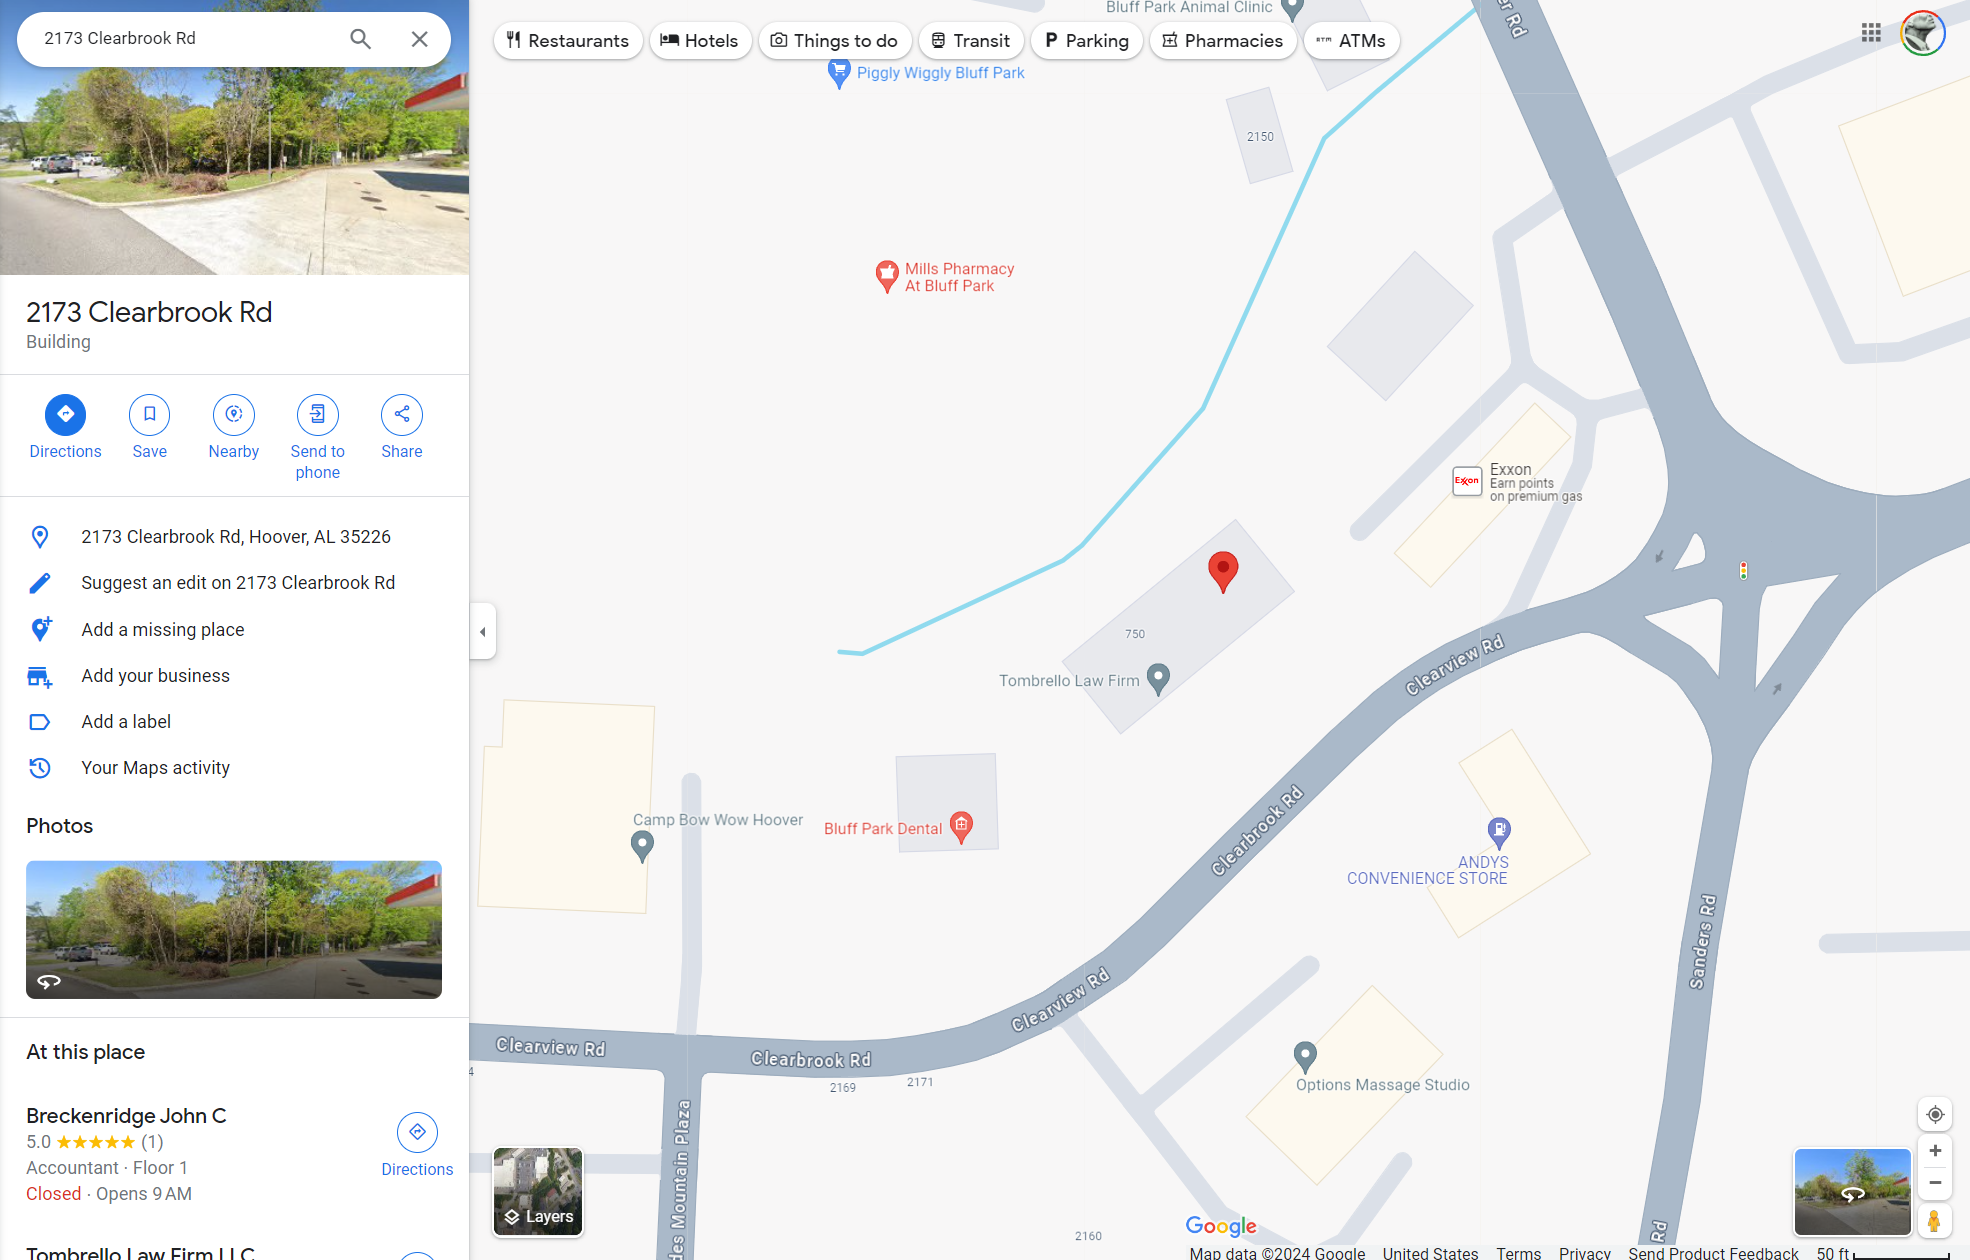 2173 Clearbrook Rd
Restaurants
Hotels
Things to do
Transit
Parking
Pharmacies
ATMs
2173 Clearbrook Rd
Building
Directions
Save
Nearby
Send to
phone
Share
2173 Clearbrook Rd, Hoover, AL 35226
Suggest an edit on 2173 Clearbrook Rd
Add a missing place
Add your business
Add a label
Your Maps activity
Photos
At this place
Breckenridge John C
5.0 ★★★★★ (1)
Accountant · Floor 1
Closed · Opens 9 AM
Directions
Tombrello Law Firm LLC
Bluff Park Animal Clinic
er Rd
Piggly Wiggly Bluff Park
2150
Mills Pharmacy
At Bluff Park
Exxon
Exxon
Earn points
on premium gas
750
Tombrello Law Firm
Clearview Rd
Camp Bow Wow Hoover
Bluff Park Dental
Clearbrook Rd
ANDYS
CONVENIENCE STORE
Sanders Rd
Clearview Rd
Clearview Rd
Clearbrook Rd
4
2169
2171
Options Massage Studio
des Mountain Plaza
Layers
2160
Rd
Google
Map data ©2024 Google
United States
Terms
Privacy
Send Product Feedback
50 ft